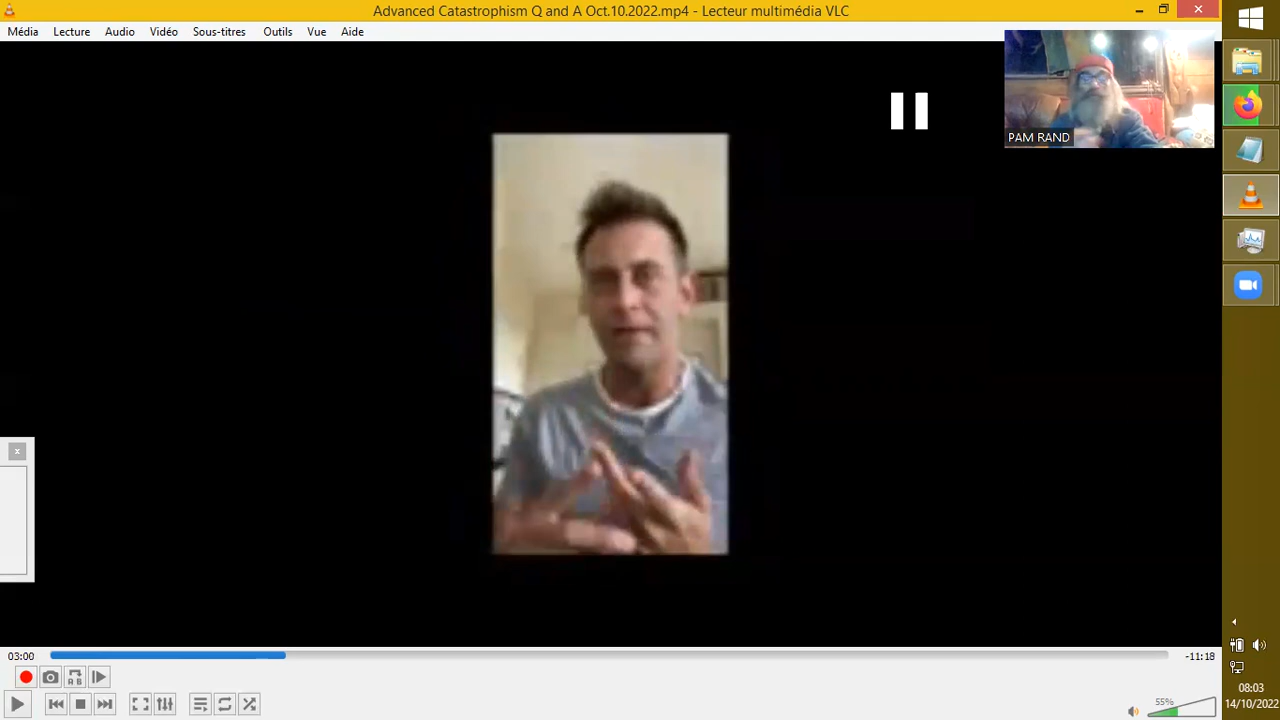 Advanced Catastrophism Q and A Oct.10.2022.mp4 - Lecteur multimédia VLC
Média Lecture Audio Vidéo Sous-titres Outils Vue Aide
PAM RAND
x
03:00 -11:18
A B
55%
08:03
14/10/2022